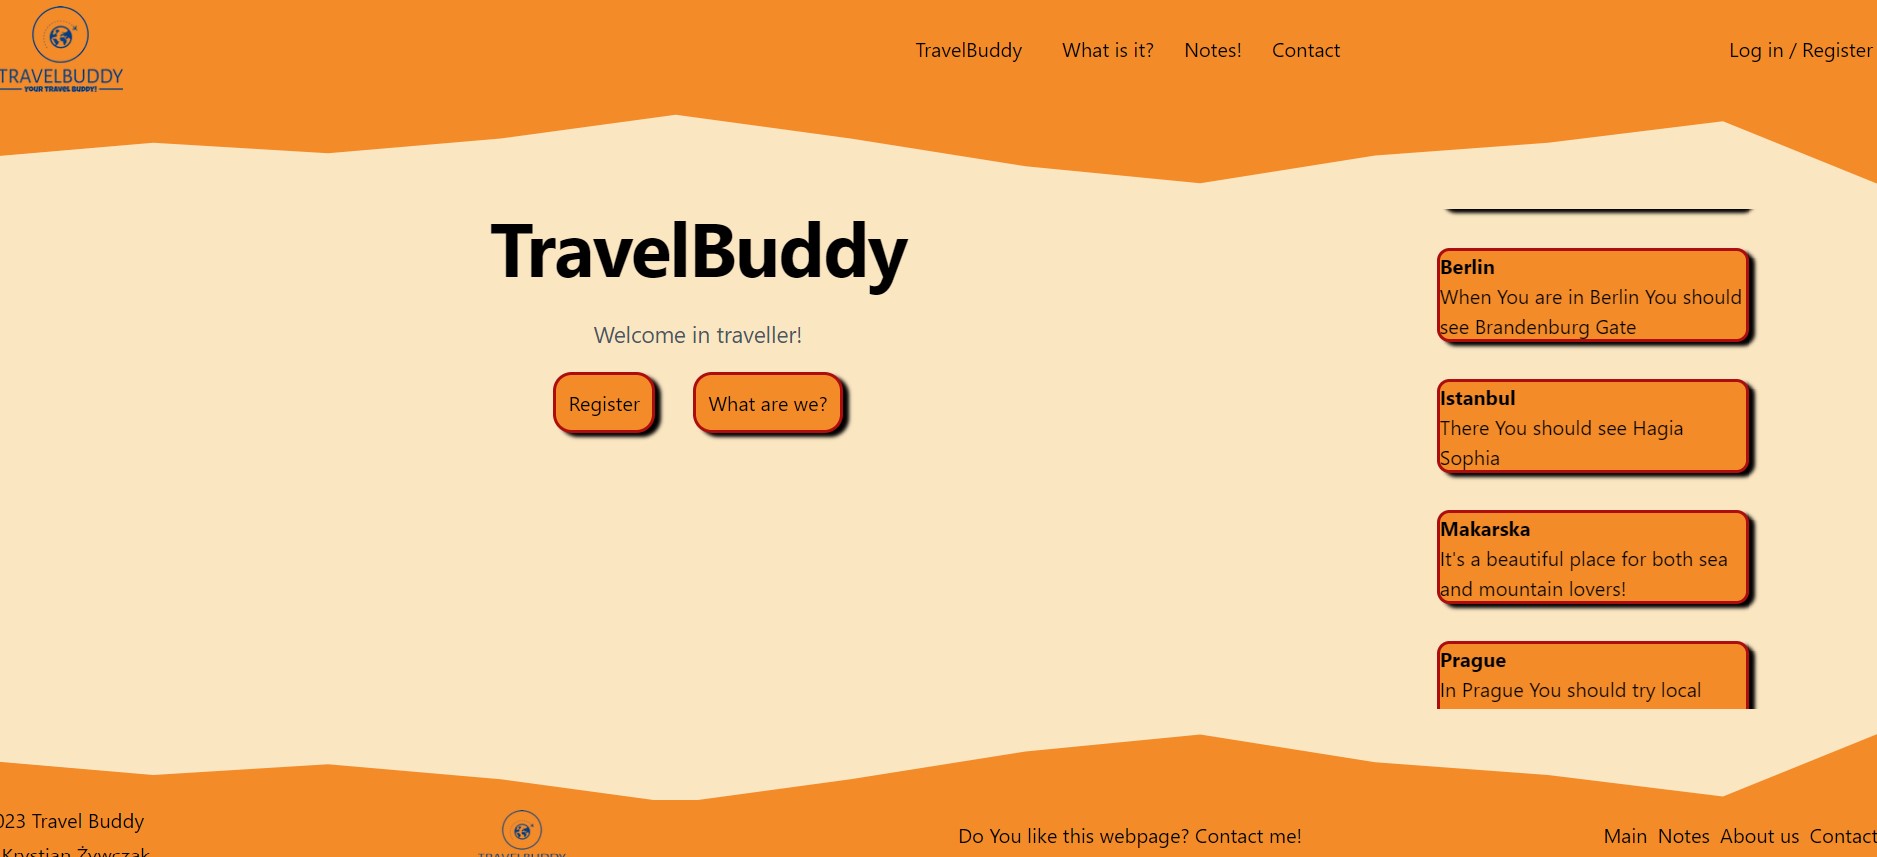 TRAVELBUDDY
YOUR TRAVEL BUDDY!
TravelBuddy What is it? Notes! Contact
Log in / Register
TravelBuddy
Welcome in traveller!
Register
What are we?
Berlin
When You are in Berlin You should
see Brandenburg Gate
Istanbul
There You should see Hagia
Sophia
Makarska
It's a beautiful place for both sea
and mountain lovers!
Prague
In Prague You should try local
023 Travel Buddy
Krystian Żywczak
TRAVELBUDDY
Do You like this webpage? Contact me!
Main Notes About us Contact